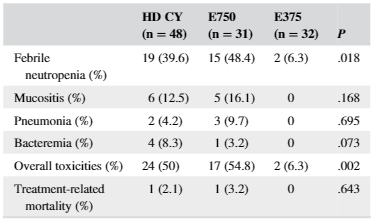 HD CY E750 E375
(n = 48) (n = 31) (n = 32) P
Febrile 19 (39.6) 15 (48.4) 2 (6.3) .018
neutropenia (%)
Mucositis (%) 6 (12.5) 5 (16.1) 0 .168
Pneumonia (%) 2 (4.2) 3 (9.7) 0 .695
Bacteremia (%) 4 (8.3) 1 (3.2) 0 .073
Overall toxicities (%) 24 (50) 17 (54.8) 2 (6.3) .002
Treatment-related 1 (2.1) 1 (3.2) 0 .643
mortality (%)